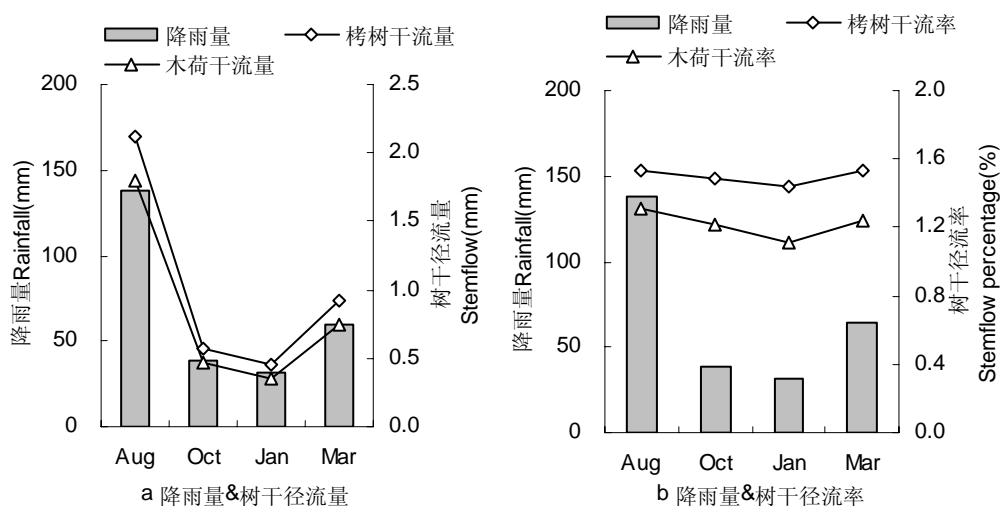 降雨量 栲树干流量
木荷干流量
降雨量Rainfall(mm)
200
150
100
50
0
2.5
2.0
1.5
1.0
0.5
0.0
树干径流量
Stemflow(mm)
Aug Oct Jan Mar
a 降雨量&树干径流量
降雨量 栲树干流率
木荷干流率
降雨量Rainfall(mm)
200
150
100
50
0
2.0
1.6
1.2
0.8
0.4
0.0
树干径流率
Stemflow percentage(%)
Aug Oct Jan Mar
b 降雨量&树干径流率